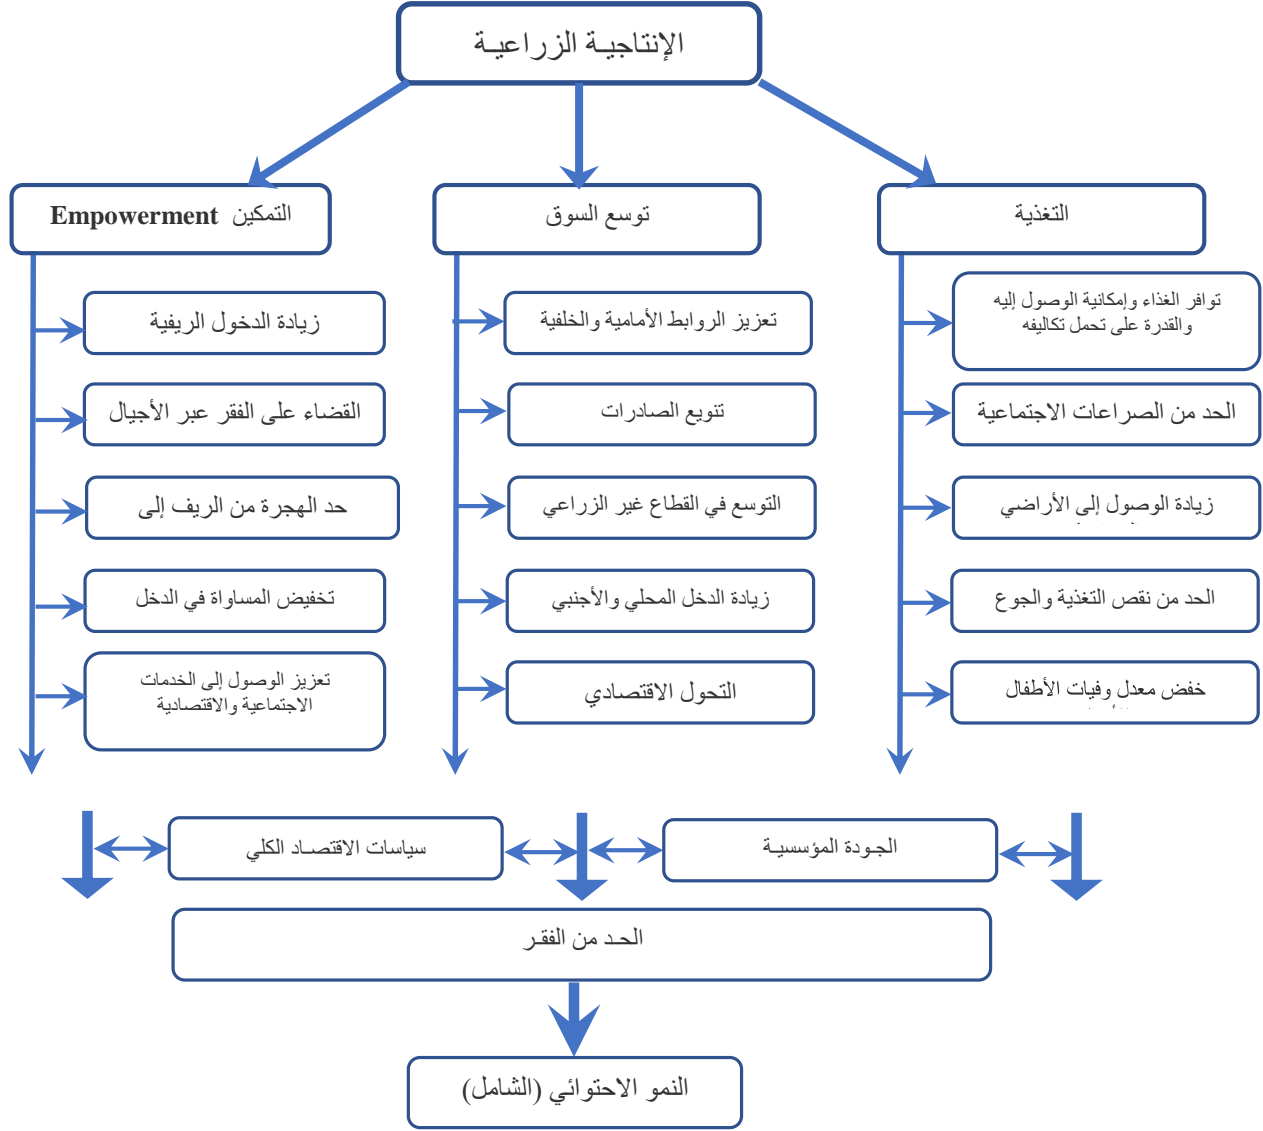 الإنتاجيـة الزراعيـة
التغذية
توسع السوق
التمكين Empowerment
توافر الغذاء وإمكانية الوصول إليه
والقدرة على تحمل تكاليفه
الحد من الصراعات الاجتماعية
زيادة الوصول إلى الأراضي
الحد من نقص التغذية والجوع
خفض معدل وفيات الأطفال
تعزيز الروابط الأمامية والخلفية
تنويع الصادرات
التوسع في القطاع غير الزراعي
زيادة الدخل المحلي والأجنبي
التحول الاقتصادي
زيادة الدخول الريفية
القضاء على الفقر عبر الأجيال
حد الهجرة من الريف إلى
تخفيض المساواة في الدخل
تعزيز الوصول إلى الخدمات
الاجتماعية والاقتصادية
الجـودة المؤسسيـة
سياسات الاقتصـاد الكلي
الحـد من الفقـر
النمو الاحتوائي (الشامل)